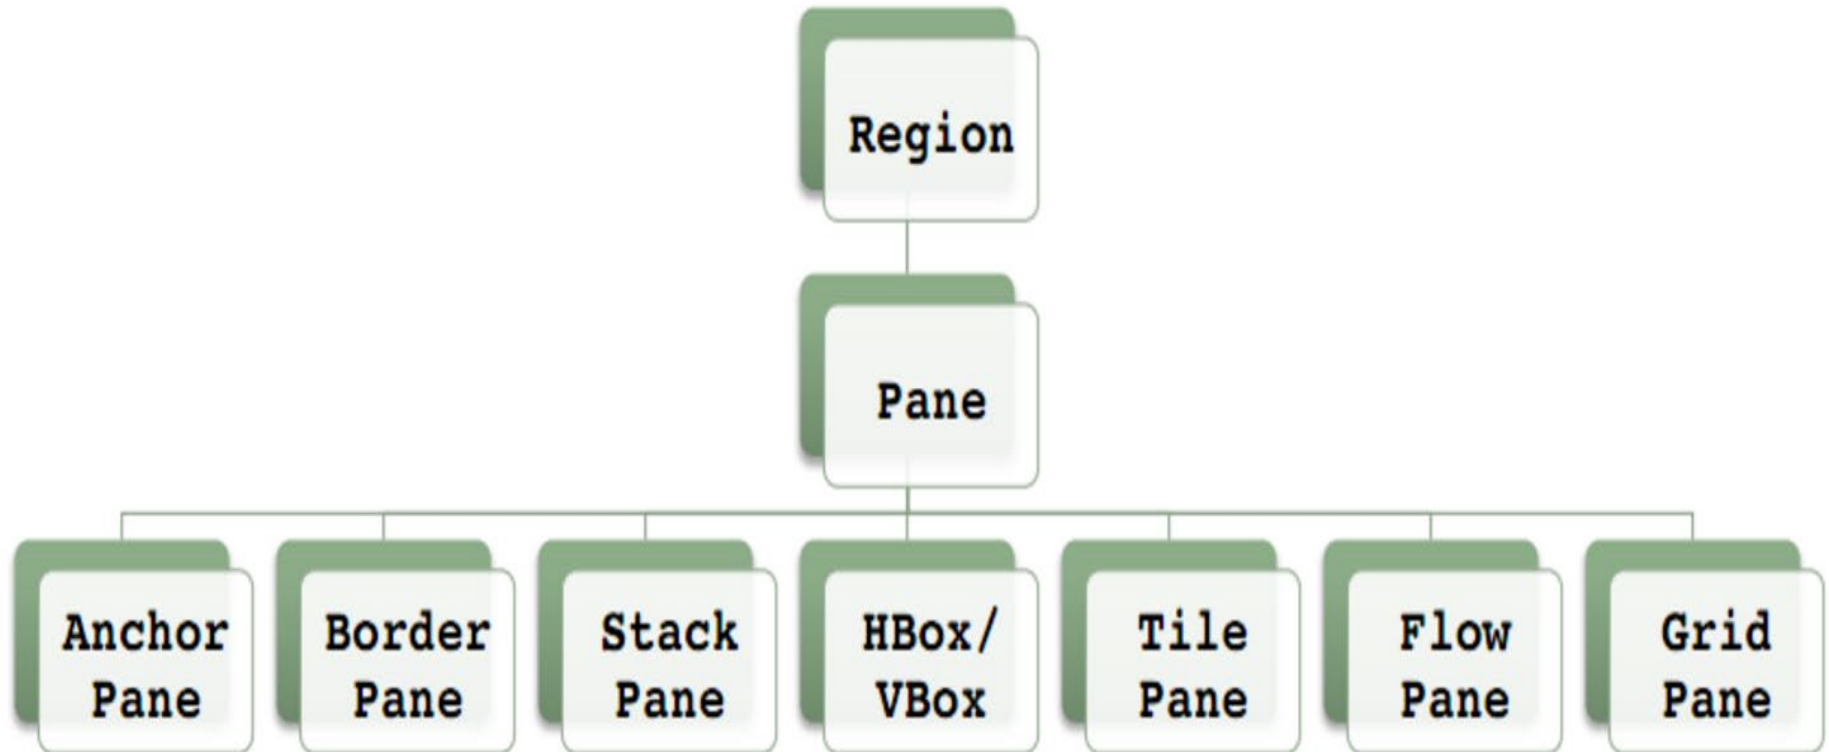 Region
Pane
Anchor
Pane
Border
Pane
Stack
Pane
HBox/
VBox
Tile
Pane
Flow
Pane
Grid
Pane